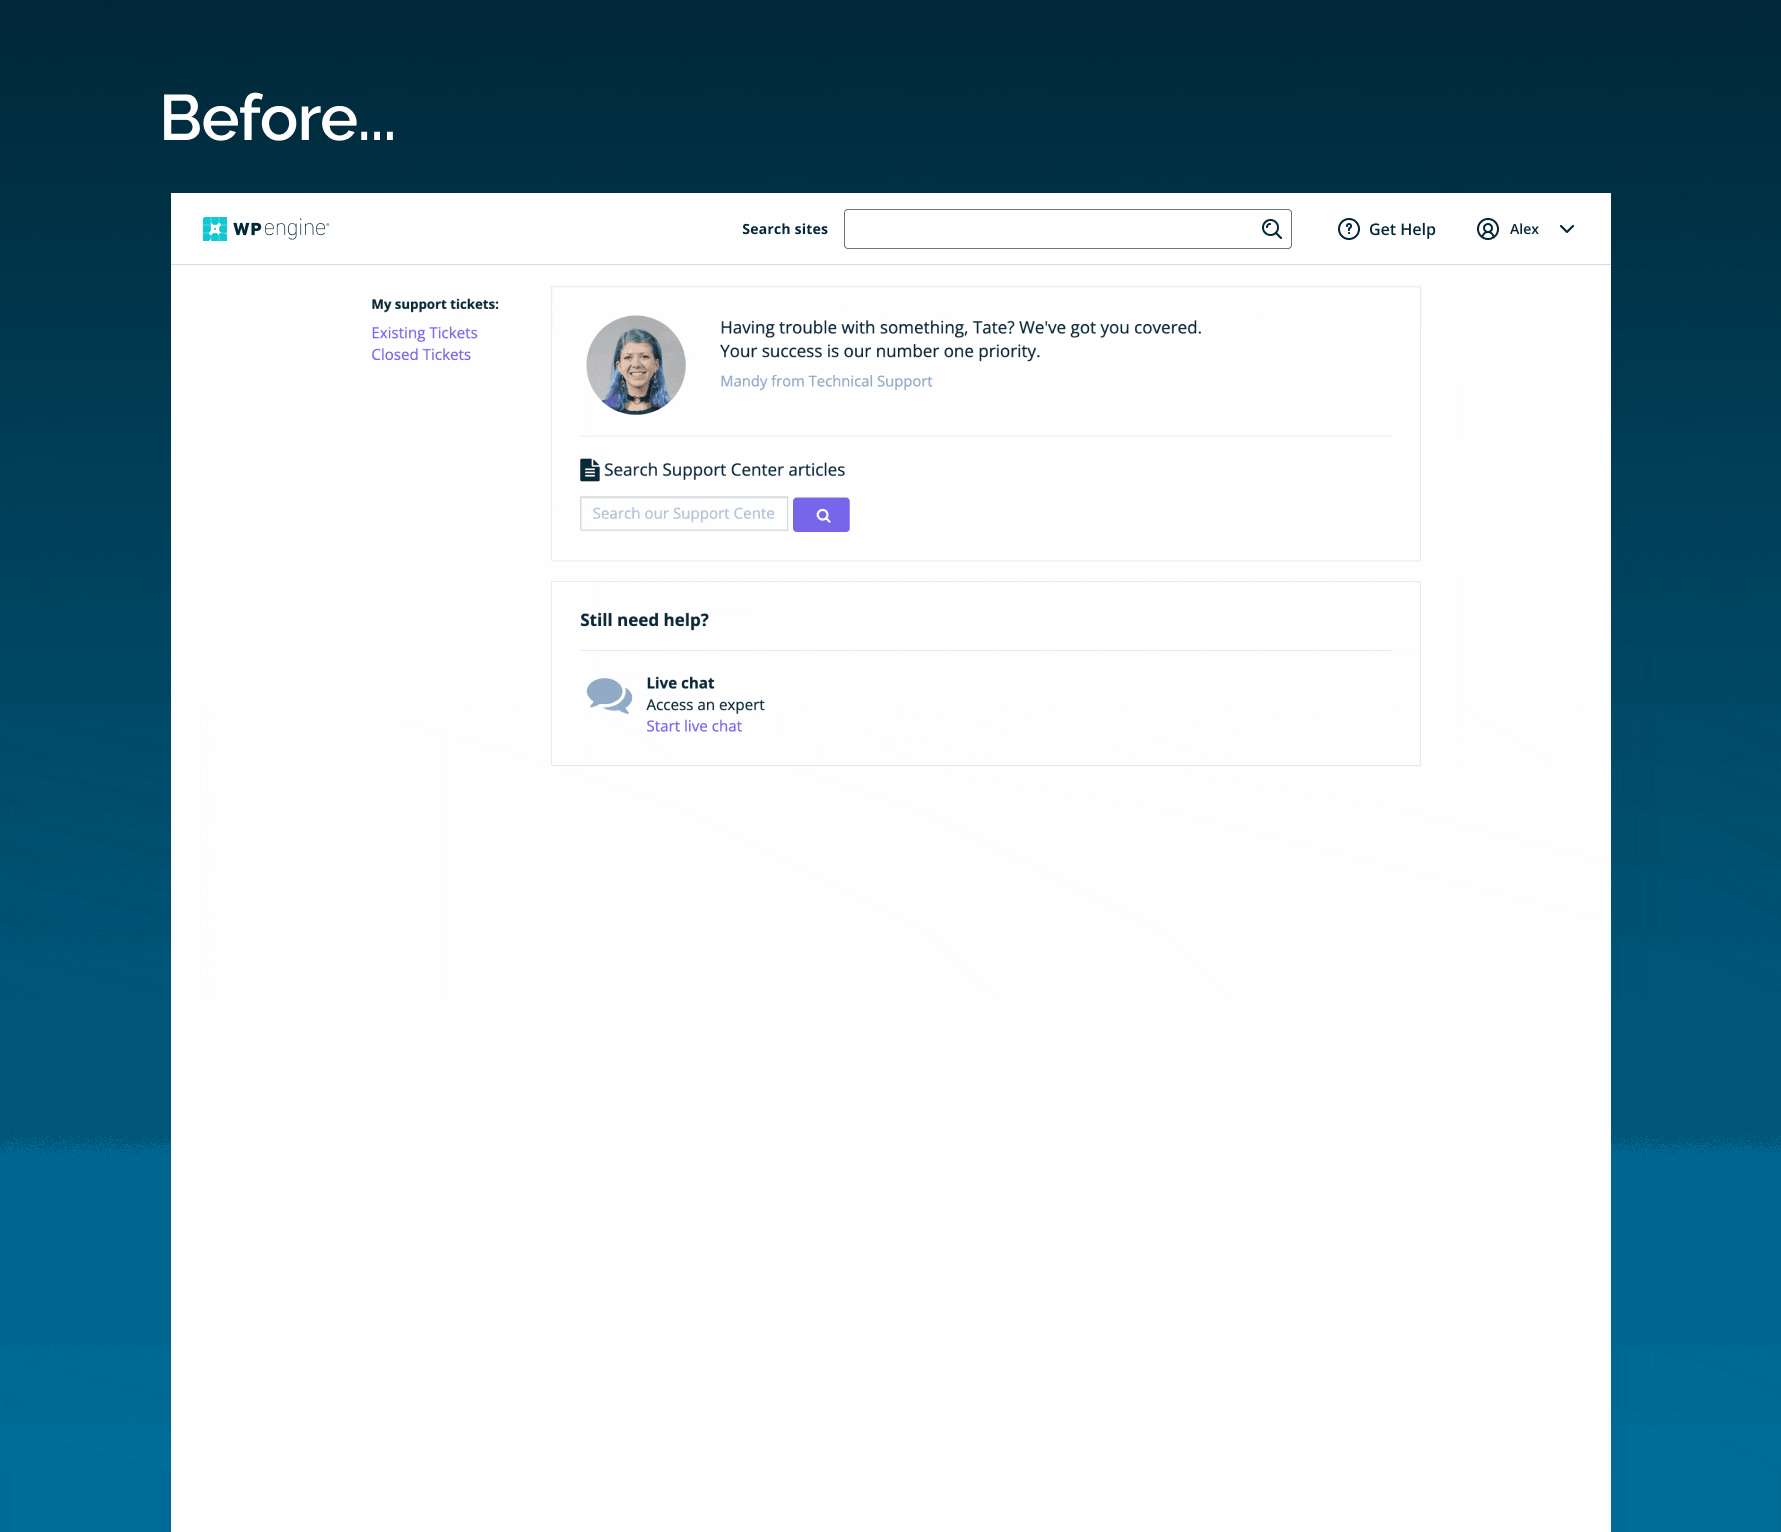 Before...
WPengine®
Search sites
Get Help
Alex
My support tickets:
Existing Tickets
Closed Tickets
Having trouble with something, Tate? We've got you covered.
Your success is our number one priority.
Mandy from Technical Support
Search Support Center articles
Search our Support Cente
Still need help?
Live chat
Access an expert
Start live chat